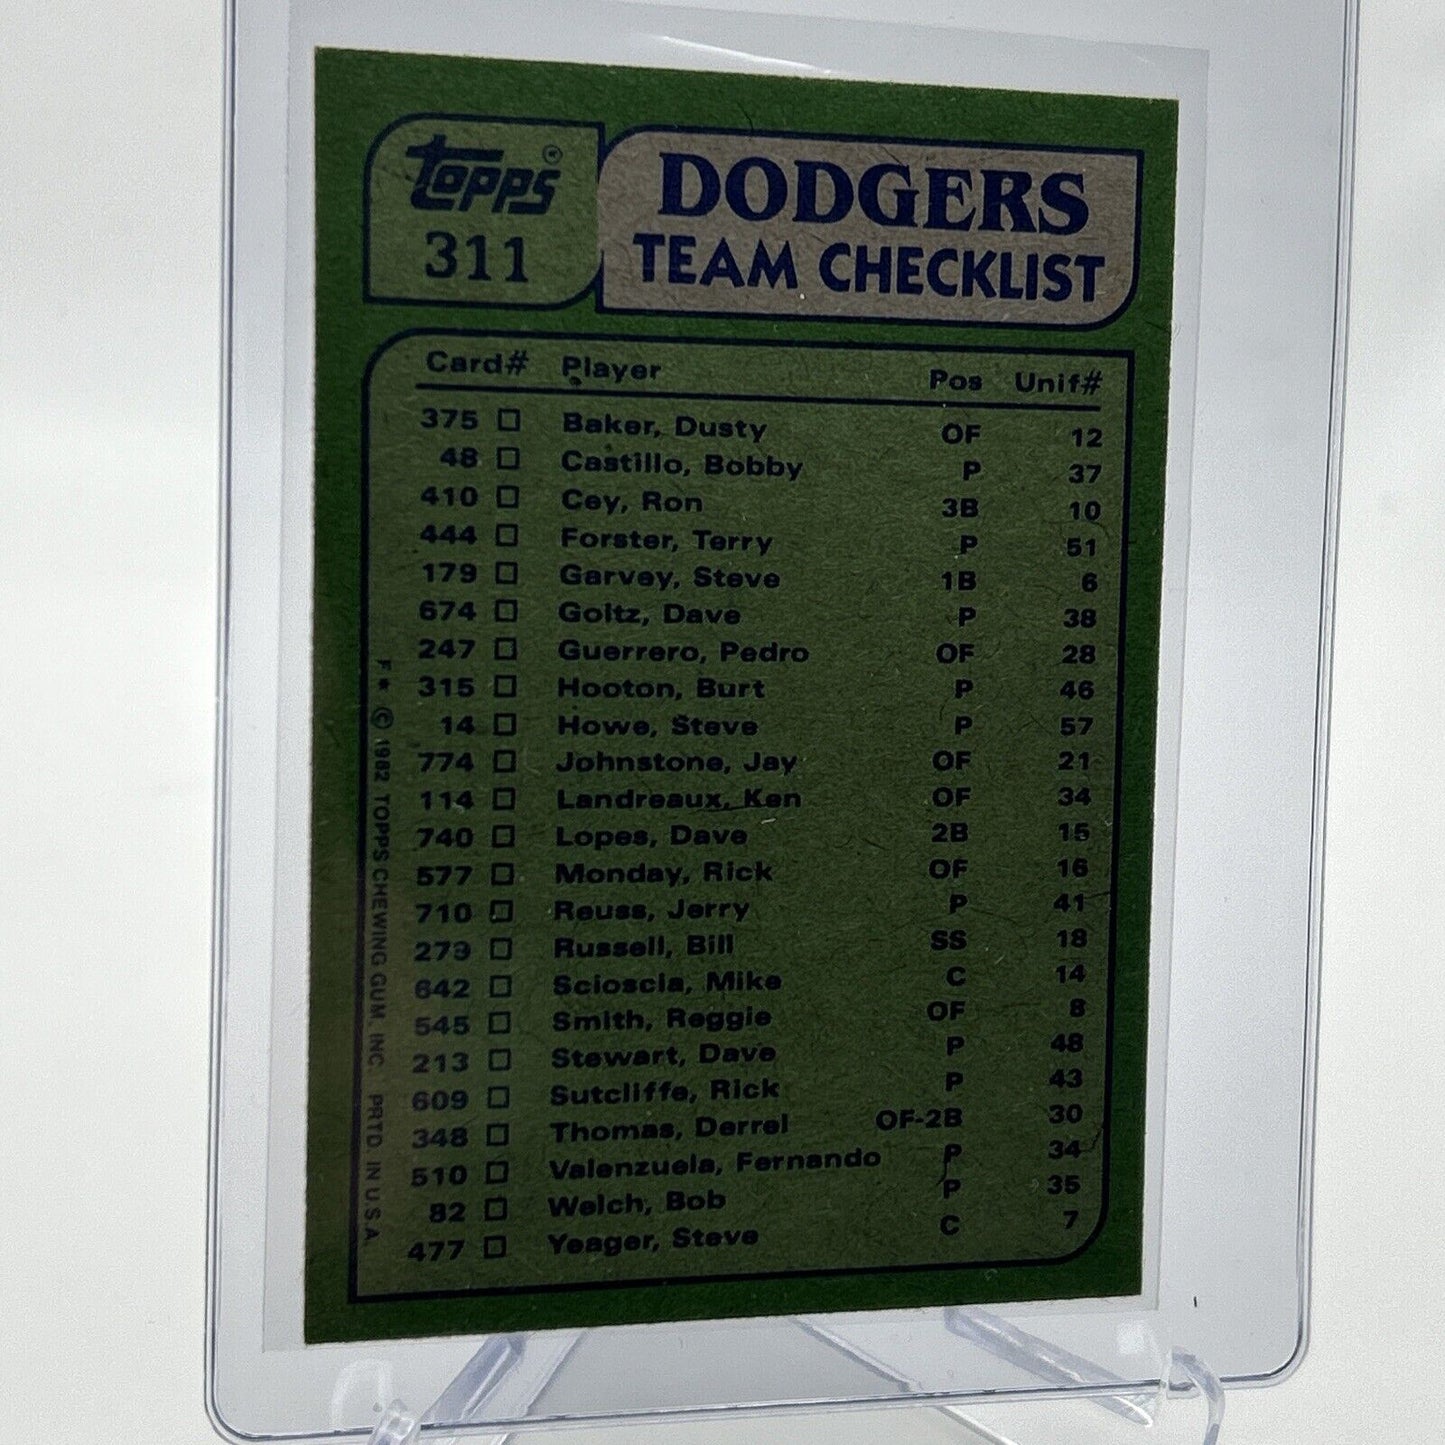 topps®
311
DODGERS
TEAM CHECKLIST
Card# Player Pos Unif#
375 □ Baker, Dusty OF 12
48 □ Castillo, Bobby P 37
410 □ Cey, Ron 3B 10
444 □ Forster, Terry P 51
179 □ Garvey, Steve 1B 6
674 □ Goltz, Dave P 38
247 □ Guerrero, Pedro OF 28
315 □ Hooton, Burt P 46
14 □ Howe, Steve P 57
774 □ Johnstone, Jay OF 21
114 □ Landreaux, Ken OF 34
740 □ Lopes, Dave 2B 15
577 □ Monday, Rick OF 16
710 □ Reuss, Jerry P 41
273 □ Russell, Bill SS 18
642 □ Scioscia, Mike C 14
545 □ Smith, Reggie OF 8
213 □ Stewart, Dave P 48
609 □ Sutcliffe, Rick P 43
348 □ Thomas, Derrel OF-2B 30
510 □ Valenzuela, Fernando P 34
82 □ Welch, Bob P 35
477 □ Yeager, Steve C 7
F★ © 1982 TOPPS CHEWING GUM, INC. PRTD. IN U.S.A.